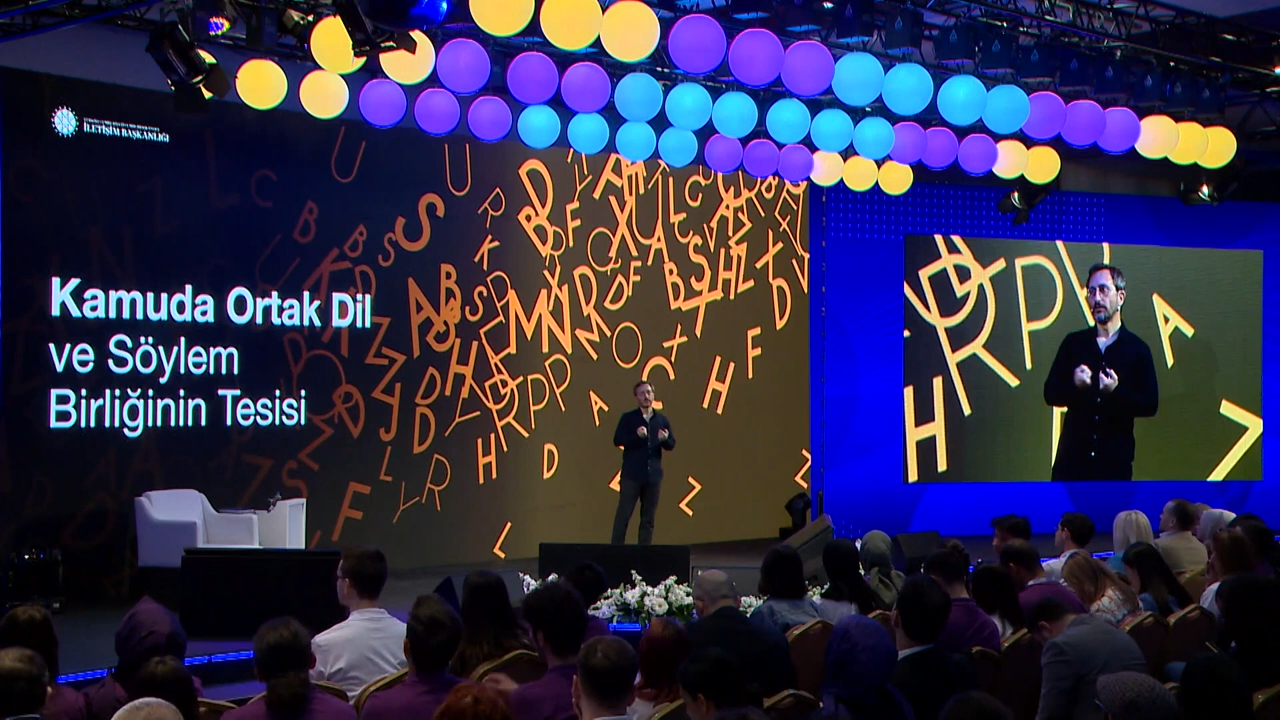 İLETİŞİM BAŞKANLIĞI
Kamuda Ortak Dil
ve Söylem
Birliğinin Tesisi